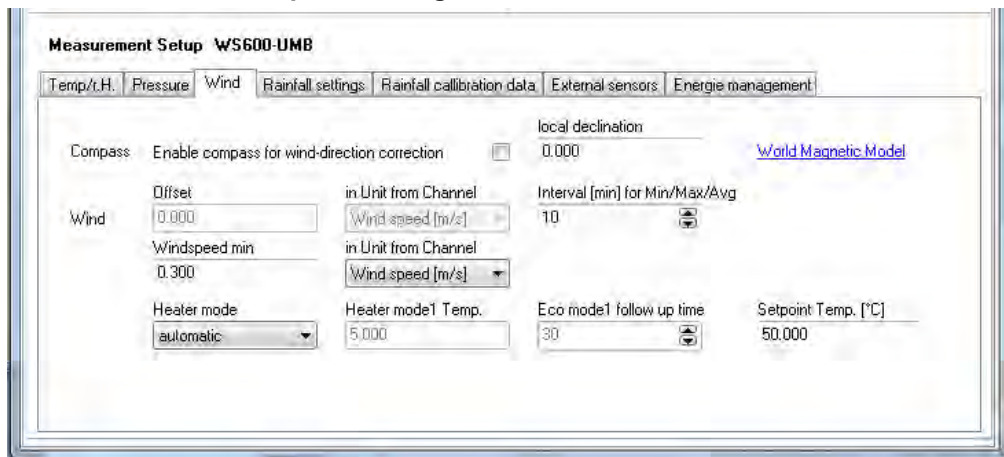 Measurement Setup WS600-UMB
Temp/r.H. Pressure Wind Rainfall settings Rainfall callibration data External sensors Energie management
local declination
Compass Enable compass for wind-direction correction 0.000 World Magnetic Model
Offset in Unit from Channel Interval [min] for Min/Max/Avg
Wind 0.000 Wind speed [m/s] 10
Windspeed min in Unit from Channel
0.300 Wind speed [m/s]
Heater mode Heater mode1 Temp. Eco mode1 follow up time Setpoint Temp. [°C]
automatic 5.000 30 50.000